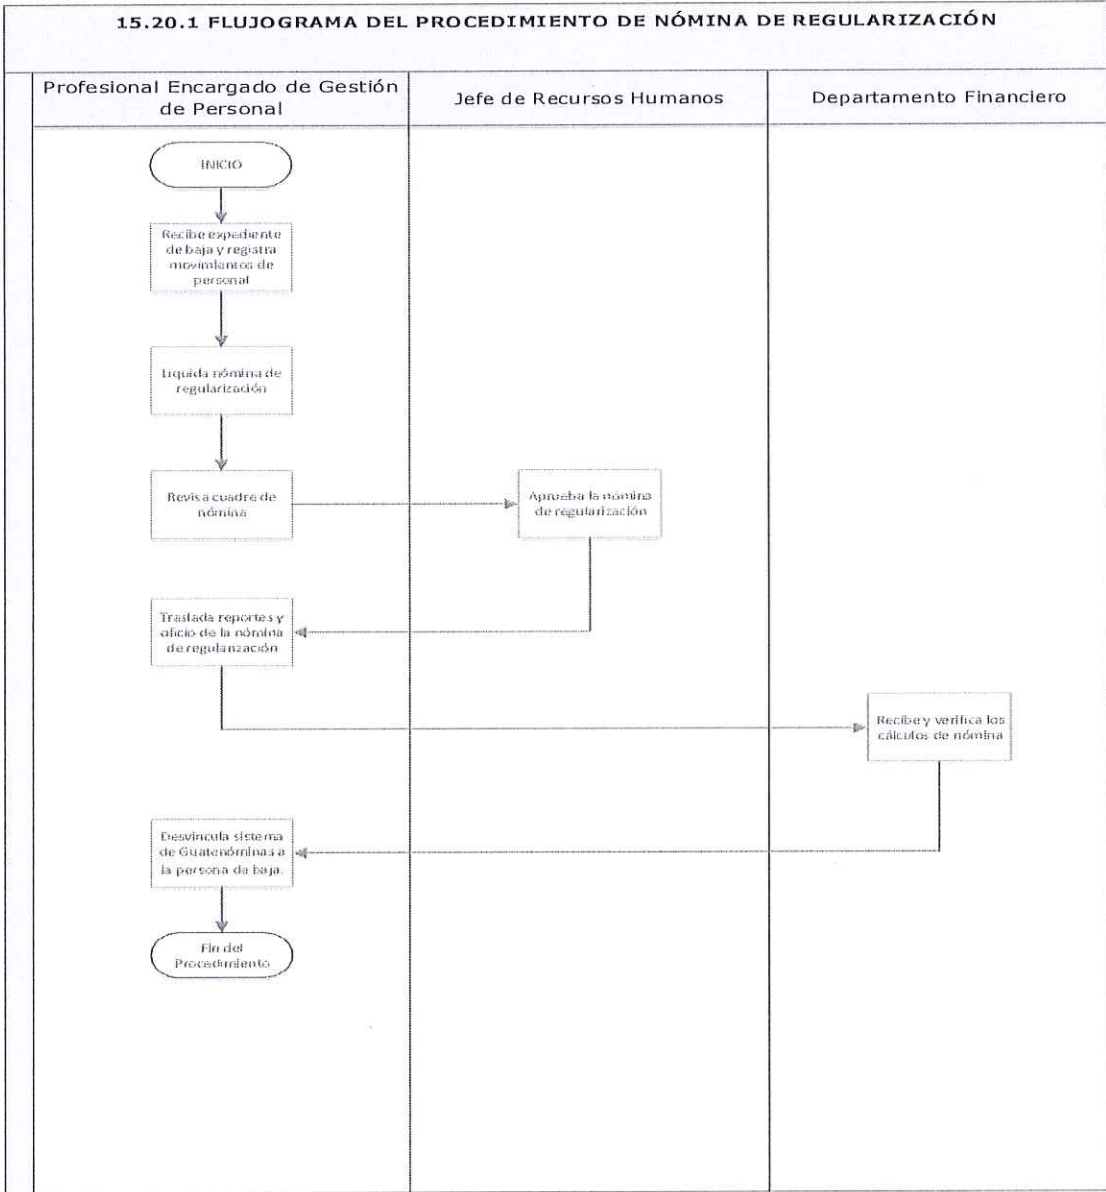 15.20.1 FLUJOGRAMA DEL PROCEDIMIENTO DE NÓMINA DE REGULARIZACIÓN
Profesional Encargado de Gestión
de Personal
Jefe de Recursos Humanos
Departamento Financiero
INICIO
Recibe expediente
de baja y registra
movimientos de
personal
Liquida nómina de
regularización
Revisa cuadre de
nómina
Aprueba la nómina
de regularización
Traslada reportes y
oficio de la nómina
de regularización
Recibe y verifica los
cálculos de nómina
Desvincula sistema
de Guatenóminas a
la persona de baja.
Fin del
Procedimiento